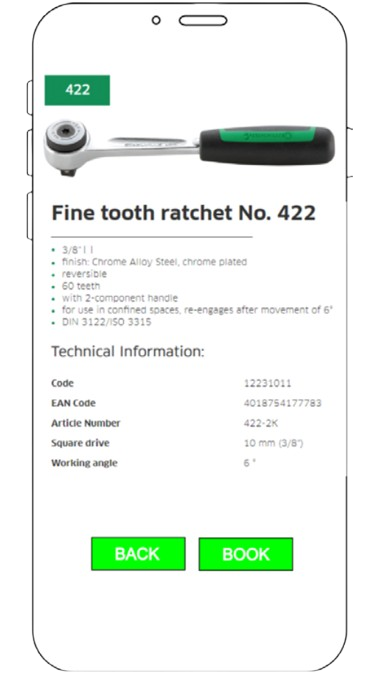 422
Fine tooth ratchet No. 422
• 3/8" | |
• finish: Chrome Alloy Steel, chrome plated
• reversible
• 60 teeth
• with 2-component handle
• for use in confined spaces, re-engages after movement of 6°
• DIN 3122/ISO 3315
Technical Information:
Code 12231011
EAN Code 4018754177783
Article Number 422-2K
Square drive 10 mm (3/8")
Working angle 6 °
BACK BOOK